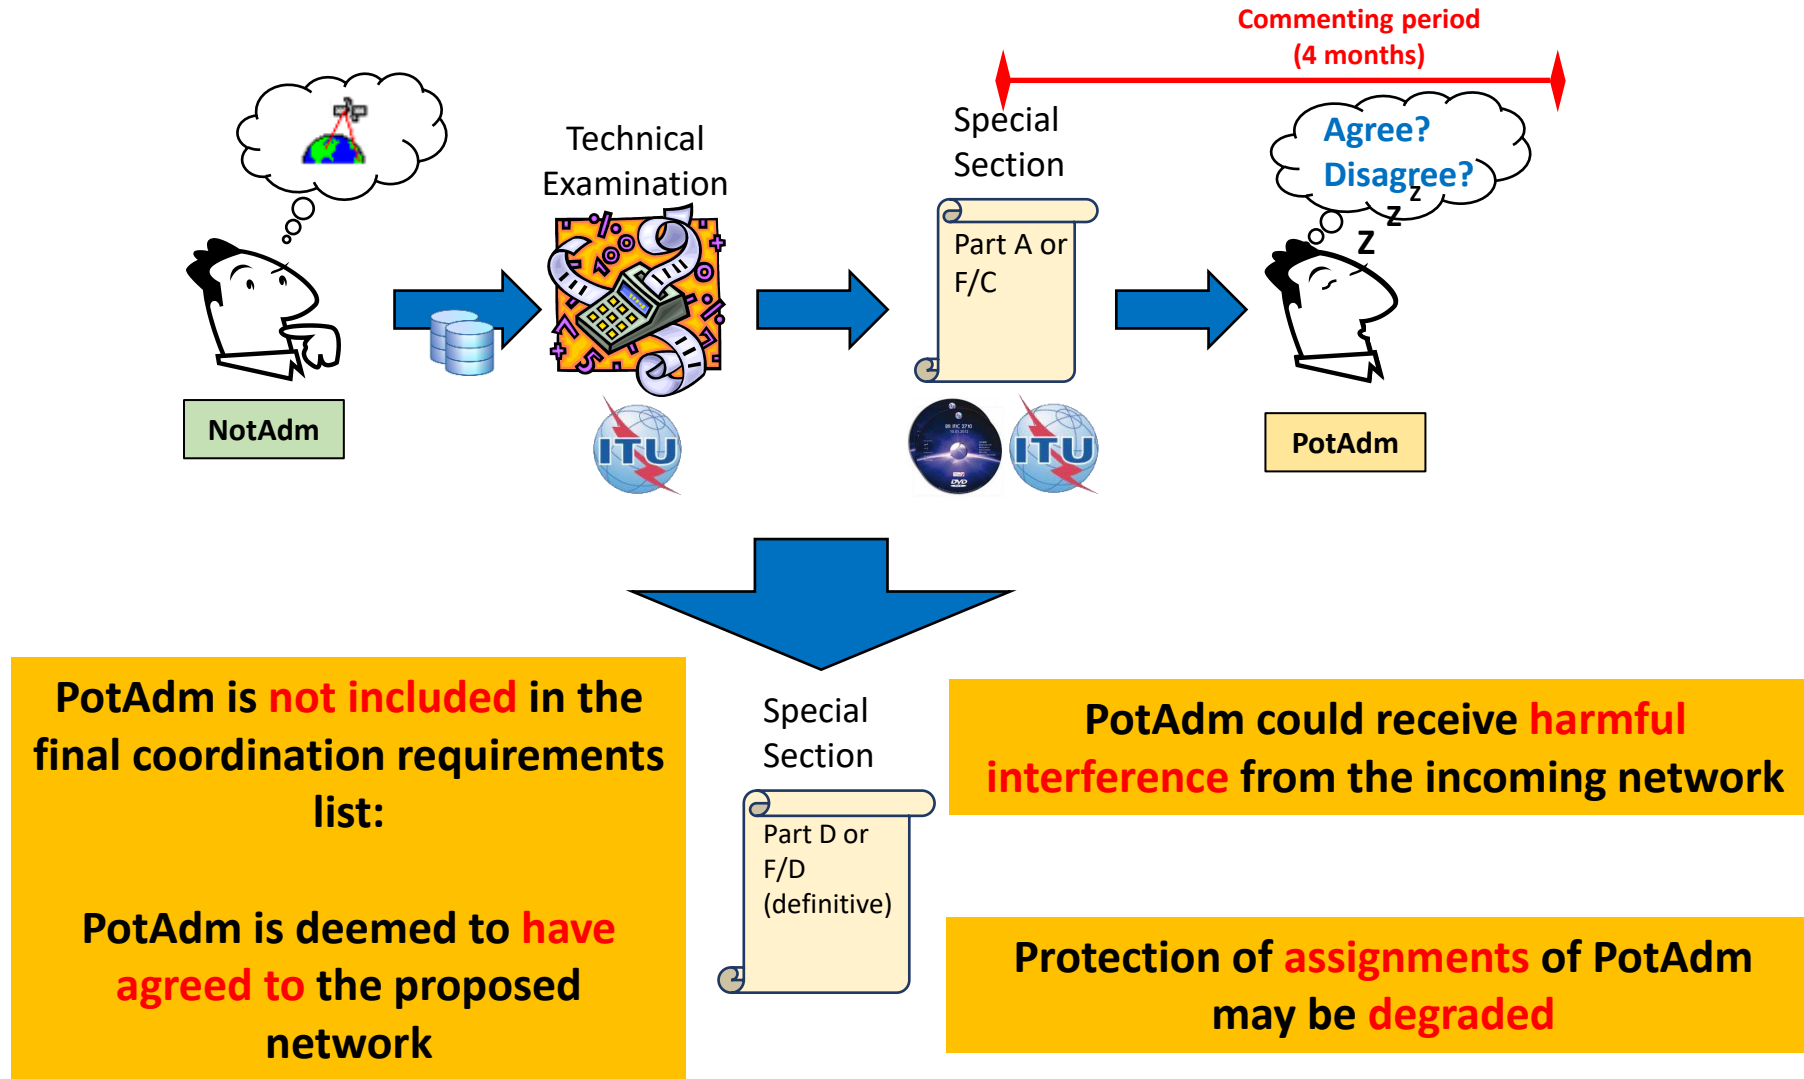 Commenting period
(4 months)
Technical
Examination
Special
Section
Part A or
F/C
Agree?
Disagree?
z
z
Z
NotAdm
ITU
DVD
ITU
PotAdm
PotAdm is not included in the
final coordination requirements
list:
PotAdm is deemed to have
agreed to the proposed
network
Special
Section
Part D or
F/D
(definitive)
PotAdm could receive harmful
interference from the incoming network
Protection of assignments of PotAdm
may be degraded